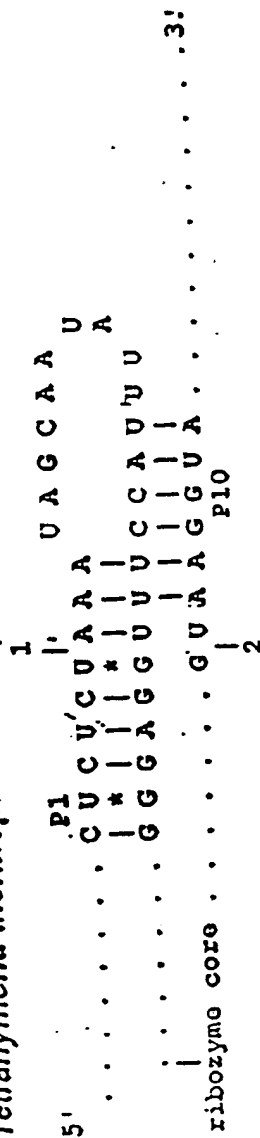 Tetrahymena
1
U A G C A A
P1
U
5' C U C U' C U A A A
A
| * | | | * | | |
G G G A G G U U U C C A U' U U
| | | | | |
ribozyme core G' U A A G G U A 3!
2 P10